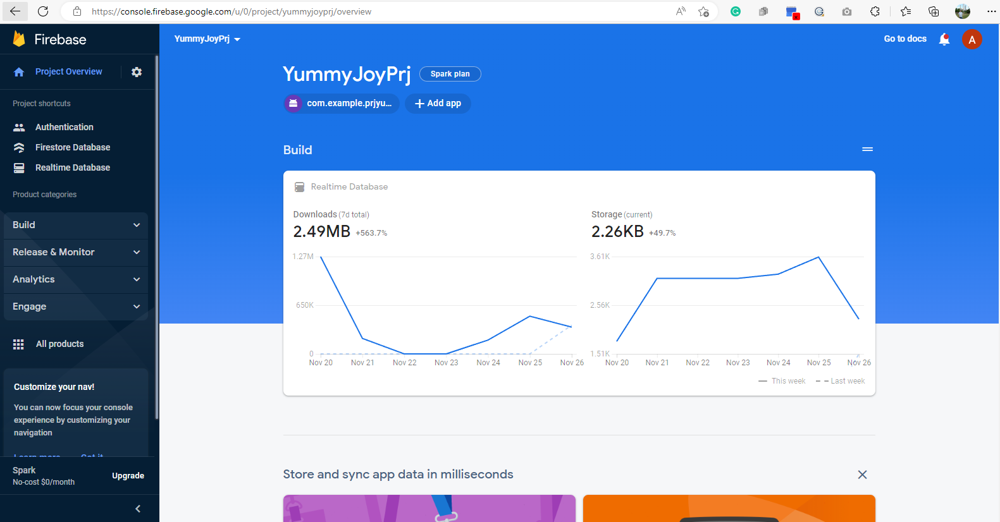 https://console.firebase.google.com/u/0/project/yummyjoyprj/overview
Firebase
Project Overview
Project shortcuts
Authentication
Firestore Database
Realtime Database
Product categories
Build
Release & Monitor
Analytics
Engage
All products
Customize your nav!
You can now focus your console
experience by customizing your
navigation
Learn more Got it
Spark
No-cost $0/month
Upgrade
YummyJoyPrj
Go to docs
A
YummyJoyPrj
Spark plan
com.example.prjyu...
Add app
Build
Realtime Database
Downloads (7d total)
2.49MB +563.7%
1.27M
650K
0
Nov 20 Nov 21 Nov 22 Nov 23 Nov 24 Nov 25 Nov 26
Storage (current)
2.26KB +49.7%
3.61K
2.56K
1.51K
Nov 20 Nov 21 Nov 22 Nov 23 Nov 24 Nov 25 Nov 26
This week Last week
Store and sync app data in milliseconds